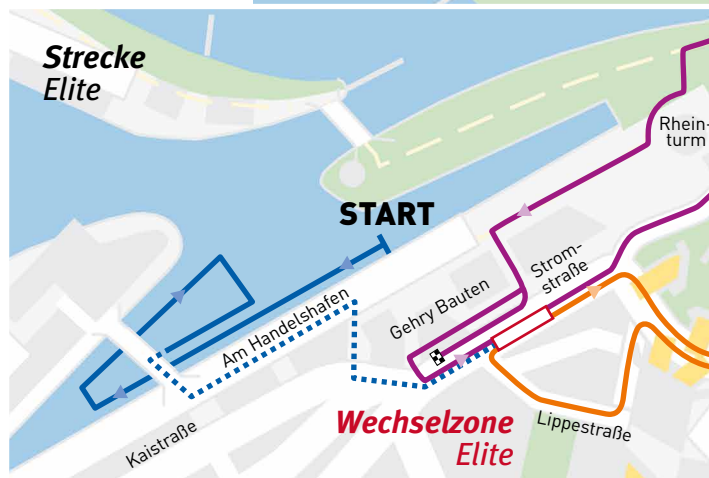 Strecke
Elite
Rhein-
turm
START
Strom-
straße
Gehry Bauten
Am Handelshafen
Kaistraße
Wechselzone
Elite
Lippestraße